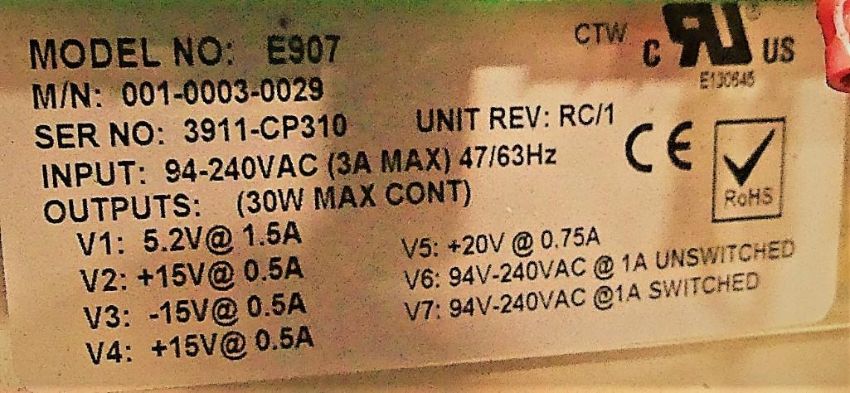 MODEL NO: E907
CTW
c RU US
E130645
M/N: 001-0003-0029
SER NO: 3911-CP310 UNIT REV: RC/1
INPUT: 94-240VAC (3A MAX) 47/63Hz
CE
RoHS
OUTPUTS: (30W MAX CONT)
V1: 5.2V@ 1.5A
V2: +15V@ 0.5A
V3: -15V@ 0.5A
V4: +15V@ 0.5A
V5: +20V @ 0.75A
V6: 94V-240VAC @ 1A UNSWITCHED
V7: 94V-240VAC @1A SWITCHED